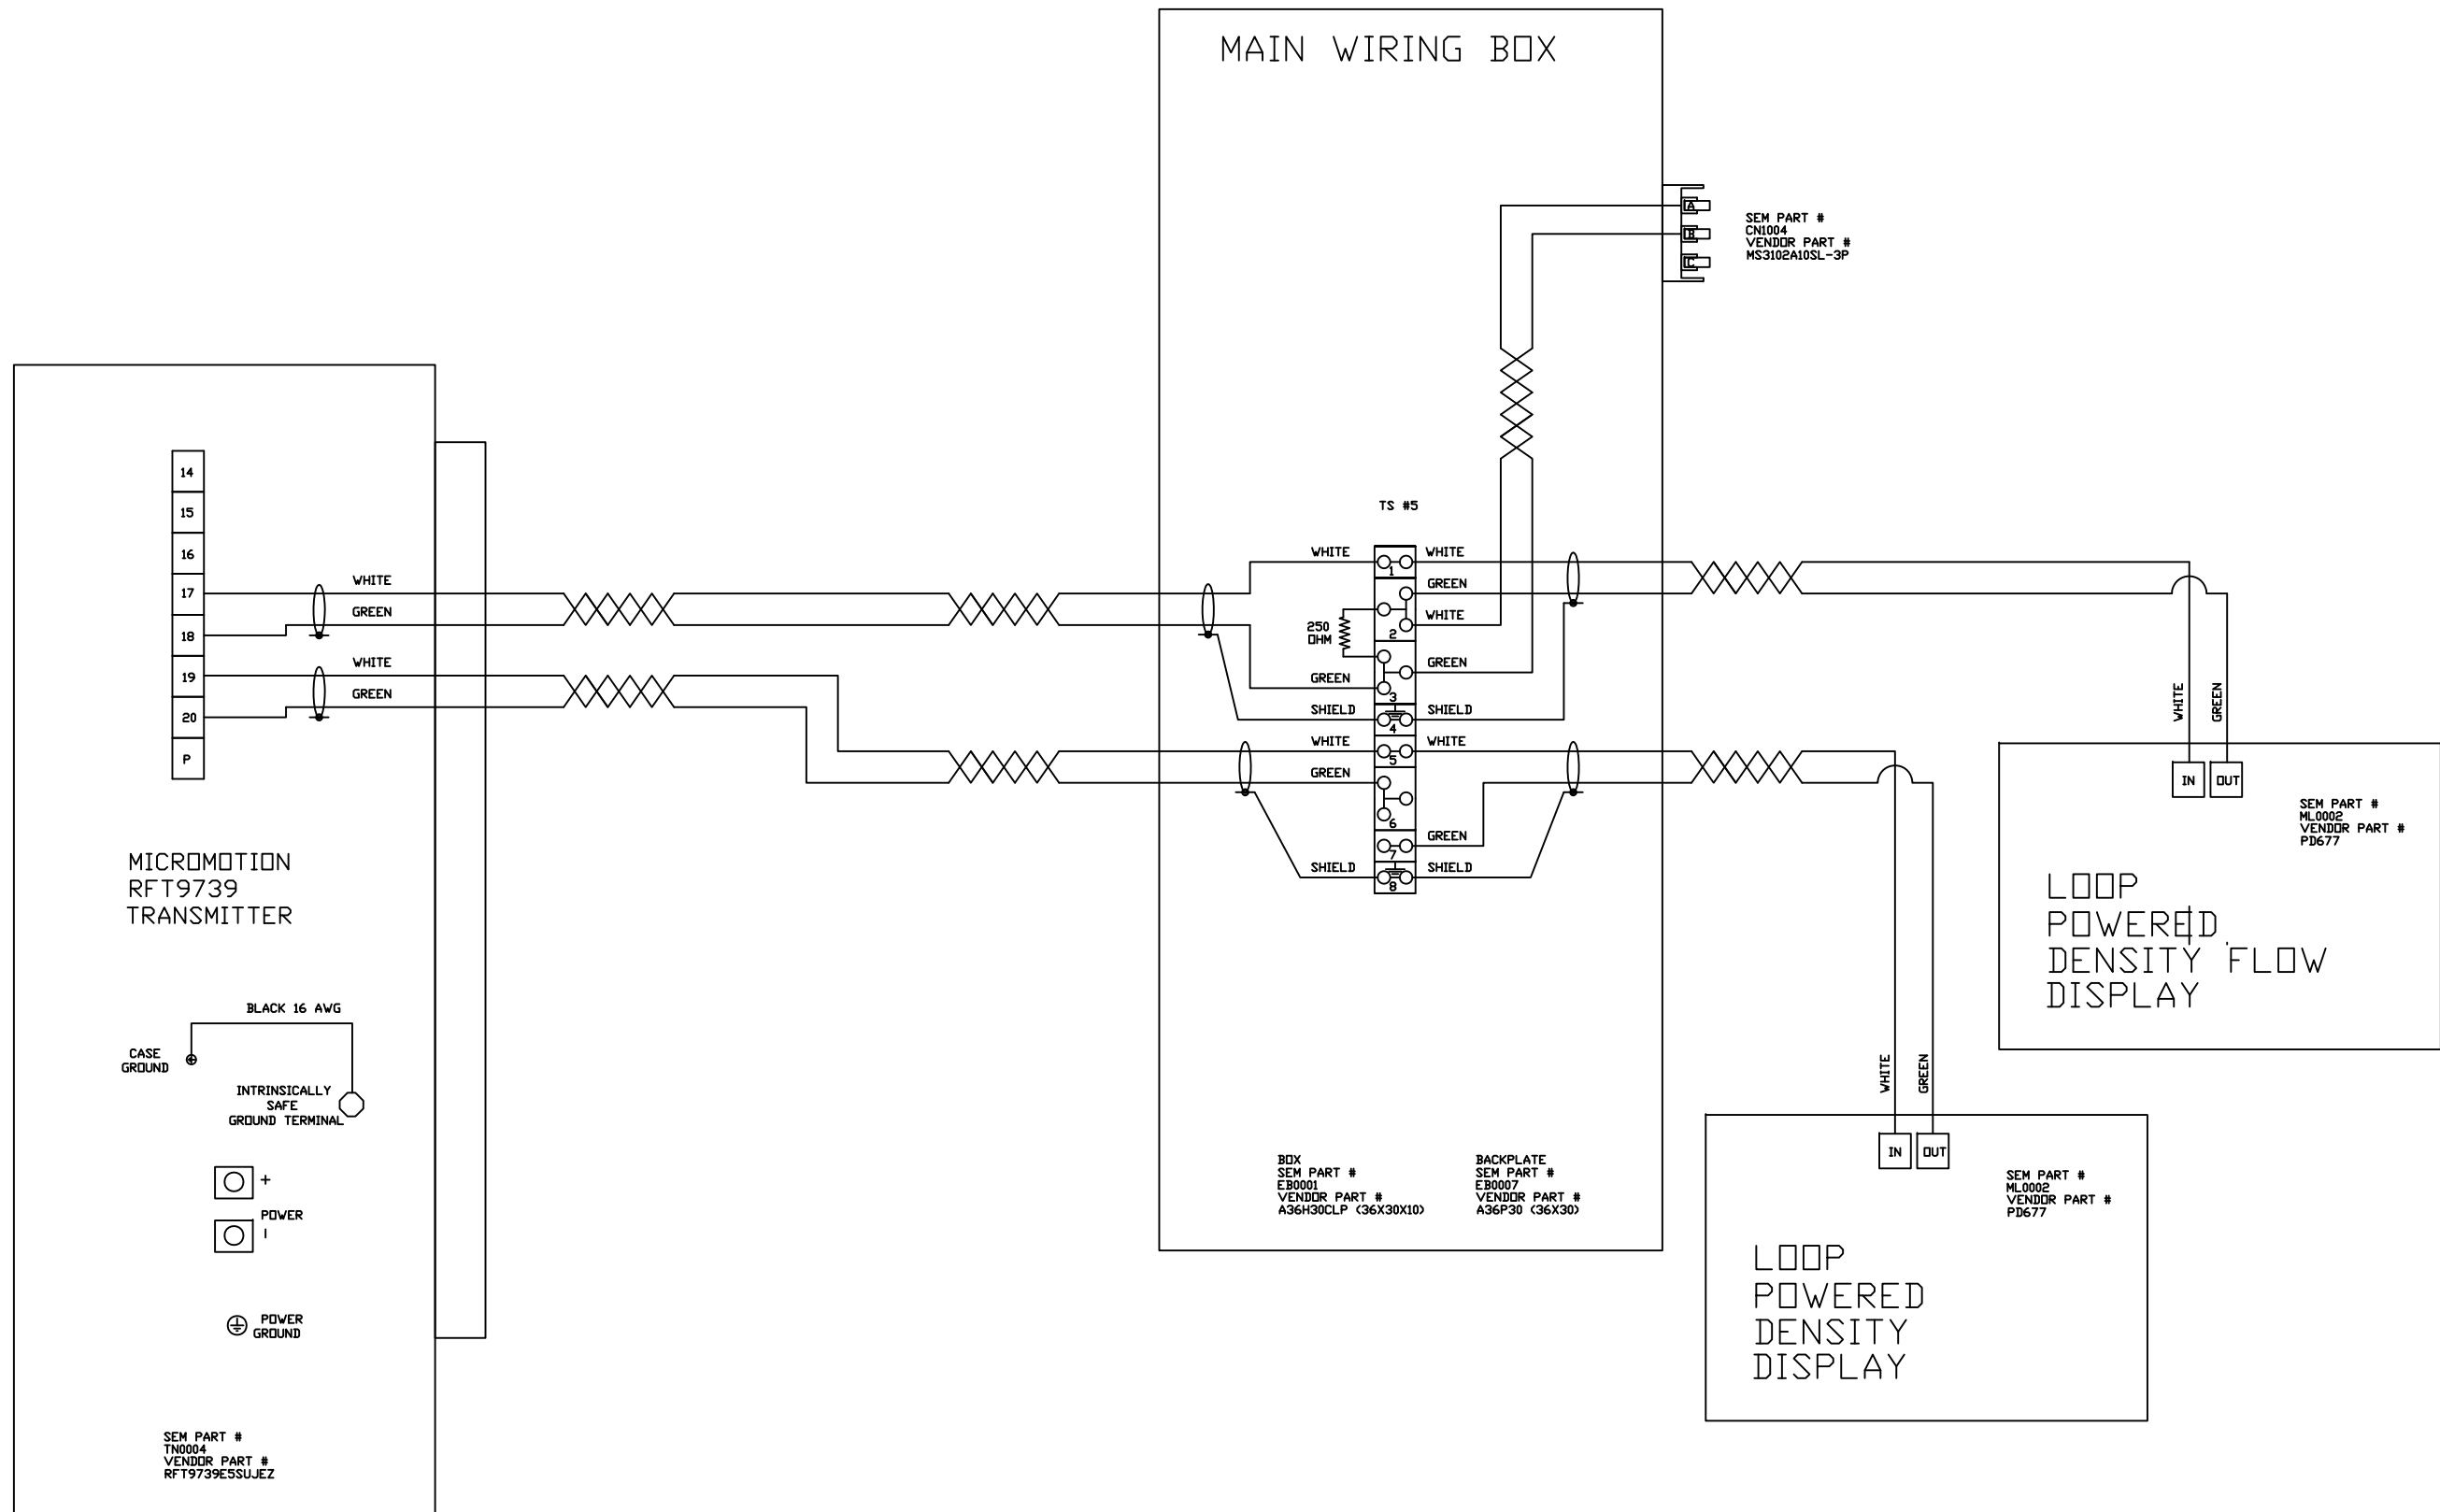 MAIN WIRING BOX
A
B
C
SEM PART #
CN1004
VENDOR PART #
MS3102A10SL-3P
14
15
16
17
18
19
20
P
WHITE
GREEN
WHITE
GREEN
MICROMOTION
RFT9739
TRANSMITTER
BLACK 16 AWG
CASE
GROUND
INTRINSICALLY
SAFE
GROUND TERMINAL
+
POWER
-
POWER
GROUND
SEM PART #
TN0004
VENDOR PART #
RFT9739E5SUJEZ
TS #5
WHITE
250
OHM
GREEN
SHIELD
WHITE
GREEN
SHIELD
1
2
3
4
5
6
7
8
WHITE
GREEN
WHITE
GREEN
SHIELD
WHITE
GREEN
SHIELD
BOX
SEM PART #
EB0001
VENDOR PART #
A36H30CLP (36X30X10)
BACKPLATE
SEM PART #
EB0007
VENDOR PART #
A36P30 (36X30)
WHITE
GREEN
IN
OUT
SEM PART #
ML0002
VENDOR PART #
PD677
LOOP
POWERED
DENSITY FLOW
DISPLAY
WHITE
GREEN
IN
OUT
SEM PART #
ML0002
VENDOR PART #
PD677
LOOP
POWERED
DENSITY
DISPLAY